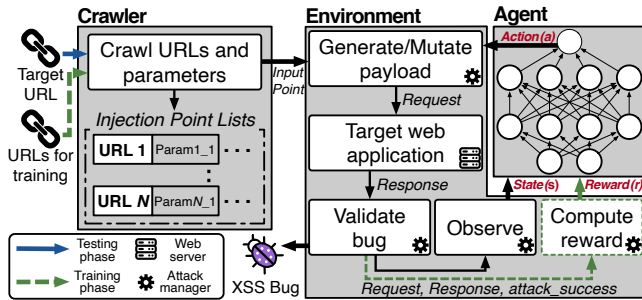 Crawler
Environment
Agent
Target
URL
URLs for
training
Crawl URLs and
parameters
Injection Point Lists
URL 1 Param1_1 ...
:
URL N ParamN_1 ...
Input
Point
Generate/Mutate
payload
Request
Target web
application
Response
Validate
bug
Observe
Compute
reward
Action(a)
State(s)
Reward(r)
Request, Response, attack_success
XSS Bug
Testing
phase
Web
server
Training
phase
Attack
manager